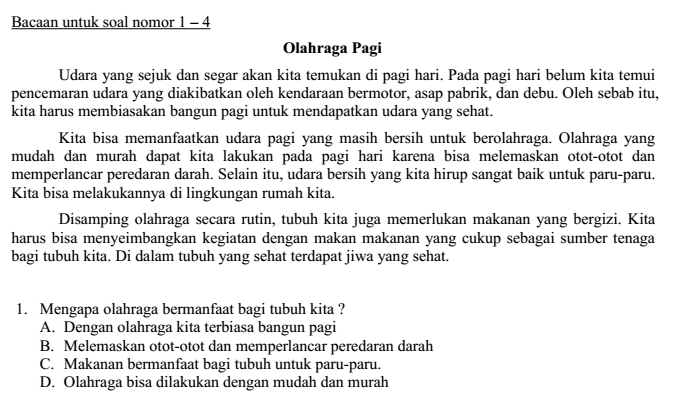 Bacaan untuk soal nomor 1 – 4
Olahraga Pagi
Udara yang sejuk dan segar akan kita temukan di pagi hari. Pada pagi hari belum kita temui
pencemaran udara yang diakibatkan oleh kendaraan bermotor, asap pabrik, dan debu. Oleh sebab itu,
kita harus membiasakan bangun pagi untuk mendapatkan udara yang sehat.
Kita bisa memanfaatkan udara pagi yang masih bersih untuk berolahraga. Olahraga yang
mudah dan murah dapat kita lakukan pada pagi hari karena bisa melemaskan otot-otot dan
memperlancar peredaran darah. Selain itu, udara bersih yang kita hirup sangat baik untuk paru-paru.
Kita bisa melakukannya di lingkungan rumah kita.
Disamping olahraga secara rutin, tubuh kita juga memerlukan makanan yang bergizi. Kita
harus bisa menyeimbangkan kegiatan dengan makan makanan yang cukup sebagai sumber tenaga
bagi tubuh kita. Di dalam tubuh yang sehat terdapat jiwa yang sehat.
1. Mengapa olahraga bermanfaat bagi tubuh kita ?
A. Dengan olahraga kita terbiasa bangun pagi
B. Melemaskan otot-otot dan memperlancar peredaran darah
C. Makanan bermanfaat bagi tubuh untuk paru-paru.
D. Olahraga bisa dilakukan dengan mudah dan murah